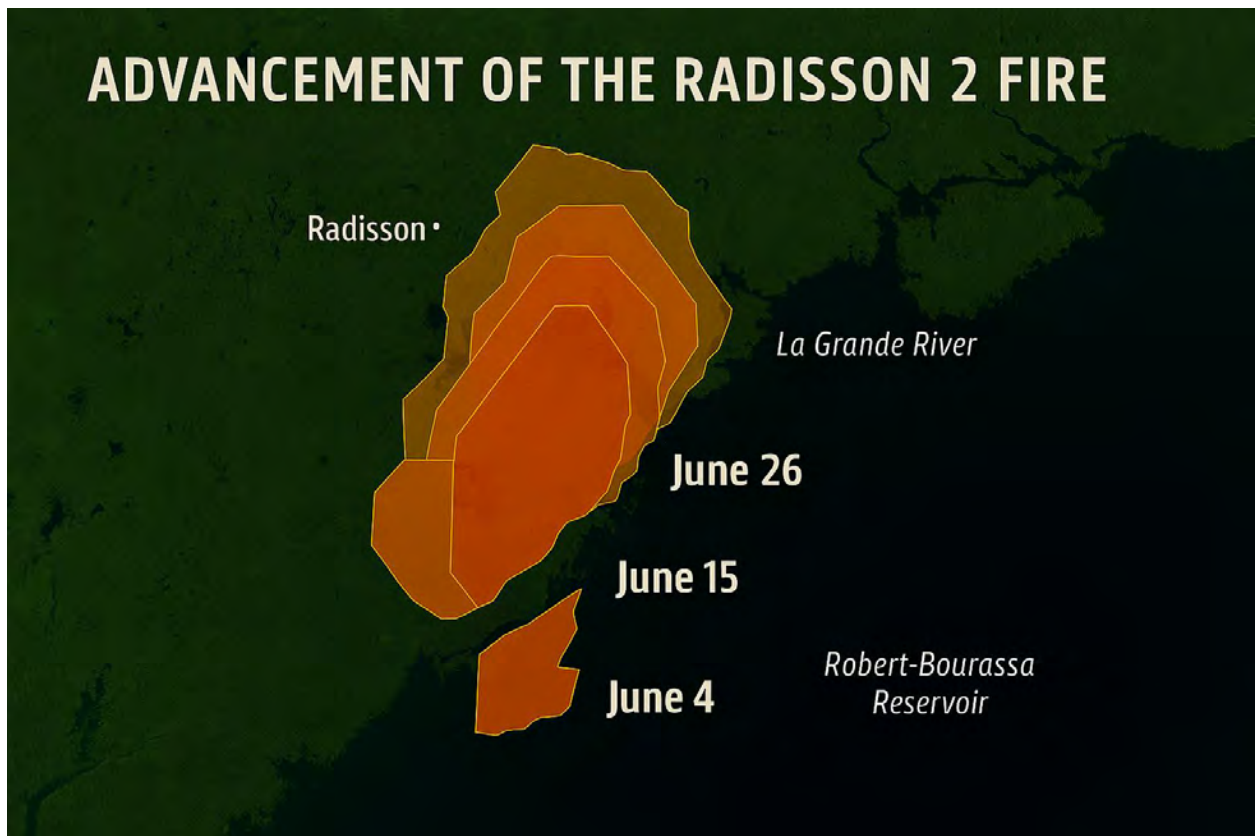 ADVANCEMENT OF THE RADISSON 2 FIRE
Radisson
La Grande River
June 26
June 15
Robert-Bourassa
Reservoir
June 4